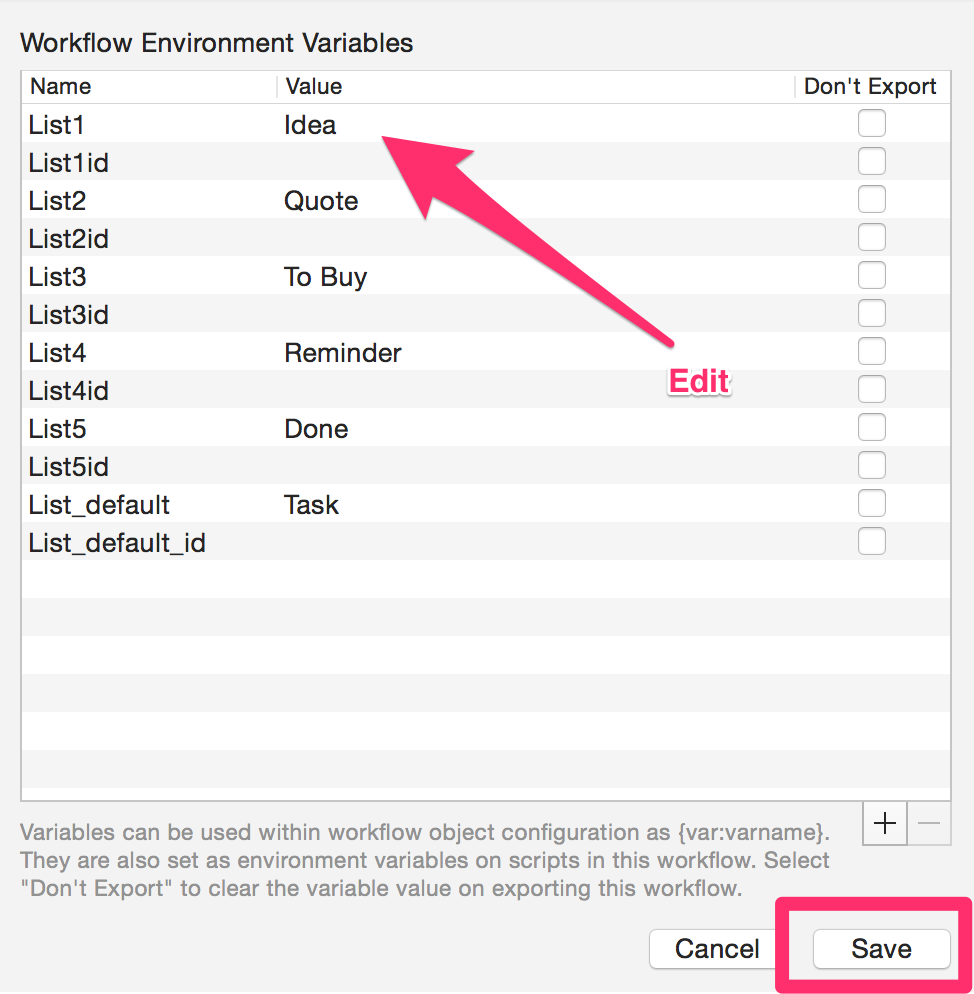 Workflow Environment Variables
Name Value Don't Export
List1 Idea
List1id
List2 Quote
List2id
List3 To Buy
List3id
List4 Reminder
Edit
List4id
List5 Done
List5id
List_default Task
List_default_id
Variables can be used within workflow object configuration as {var:varname}.
They are also set as environment variables on scripts in this workflow. Select
"Don't Export" to clear the variable value on exporting this workflow.
Cancel Save